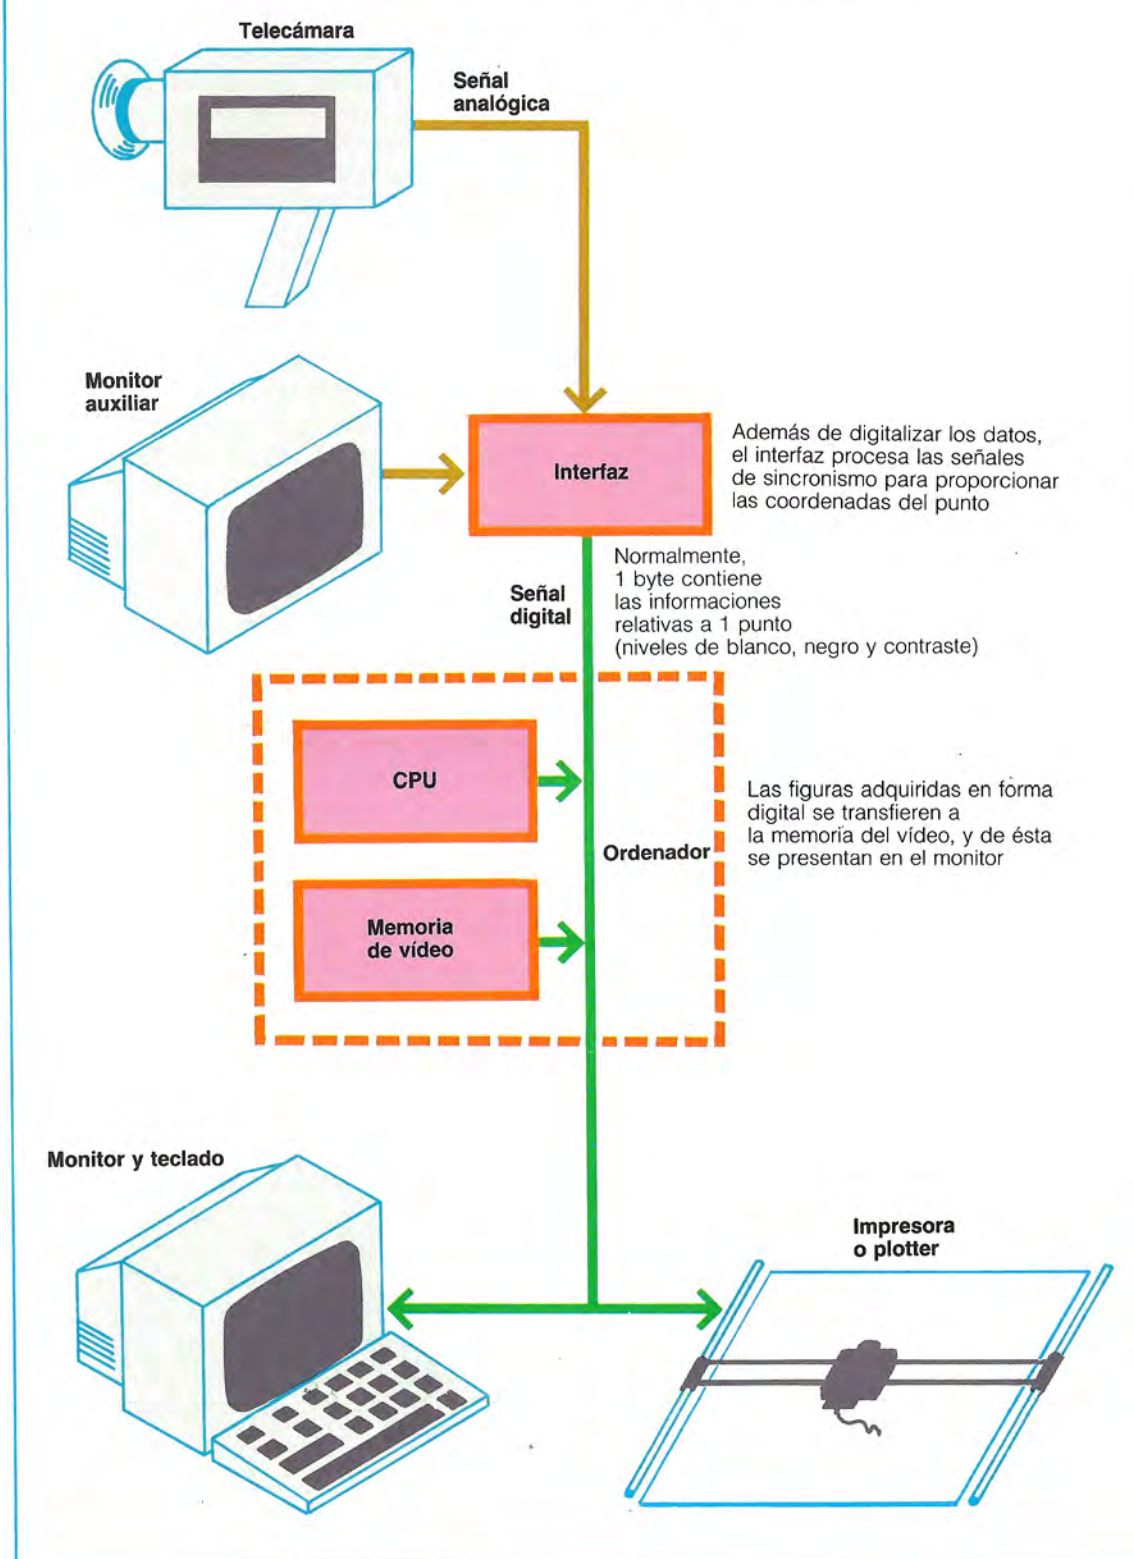 Telecámara
Señal
analógica
Monitor
auxiliar
Interfaz
Además de digitalizar los datos,
el interfaz procesa las señales
de sincronismo para proporcionar
las coordenadas del punto
Señal
digital
Normalmente,
1 byte contiene
las informaciones
relativas a 1 punto
(niveles de blanco, negro y contraste)
CPU
Ordenador
Memoria
de vídeo
Las figuras adquiridas en forma
digital se transfieren a
la memoria del vídeo, y de ésta
se presentan en el monitor
Monitor y teclado
Impresora
o plotter